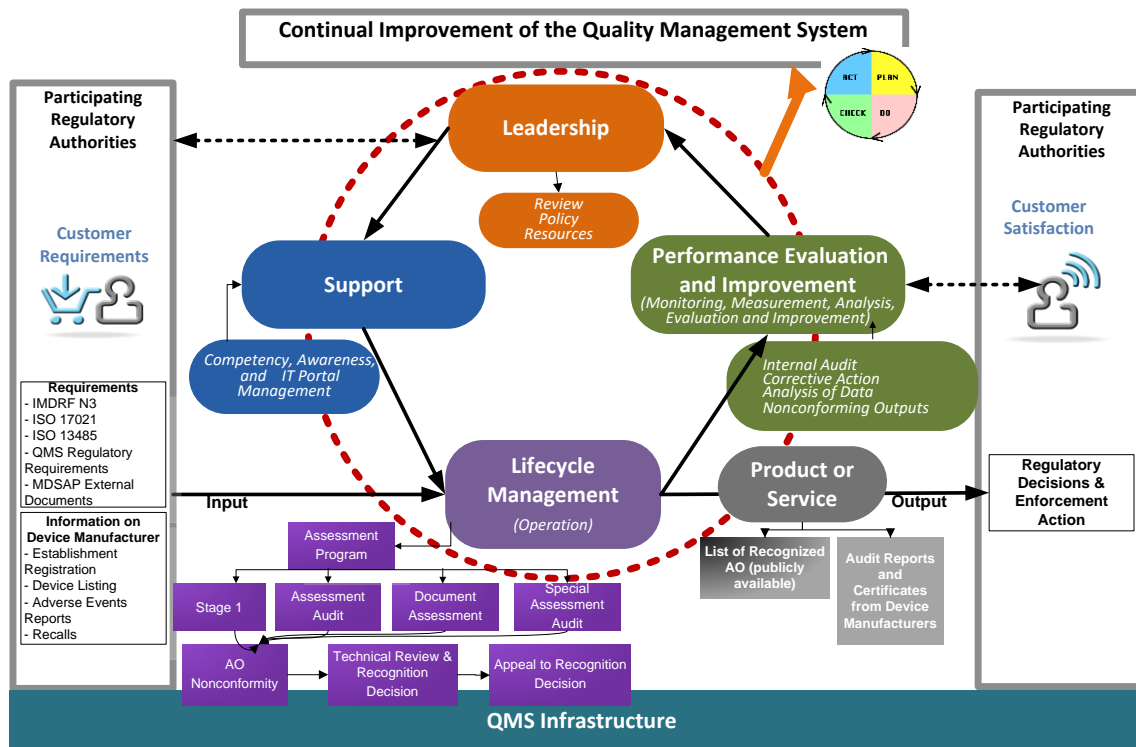 Continual Improvement of the Quality Management System
ACT
PLAN
CHECK
DO
Participating
Regulatory
Authorities
Customer
Requirements
Requirements
- IMDRF N3
- ISO 17021
- ISO 13485
- QMS Regulatory
Requirements
- MDSAP External
Documents
Information on
Device Manufacturer
- Establishment
Registration
- Device Listing
- Adverse Events
Reports
- Recalls
Leadership
Review
Policy
Resources
Support
Competency, Awareness,
and IT Portal
Management
Performance Evaluation
and Improvement
(Monitoring, Measurement, Analysis,
Evaluation and Improvement)
Internal Audit
Corrective Action
Analysis of Data
Nonconforming Outputs
Input
Lifecycle
Management
(Operation)
Product or
Service
Output
List of Recognized
AO (publicly
available)
Audit Reports
and
Certificates
from Device
Manufacturers
Assessment
Program
Stage 1
Assessment
Audit
Document
Assessment
Special
Assessment
Audit
AO
Nonconformity
Technical Review &
Recognition
Decision
Appeal to Recognition
Decision
Participating
Regulatory
Authorities
Customer
Satisfaction
Regulatory
Decisions &
Enforcement
Action
QMS Infrastructure